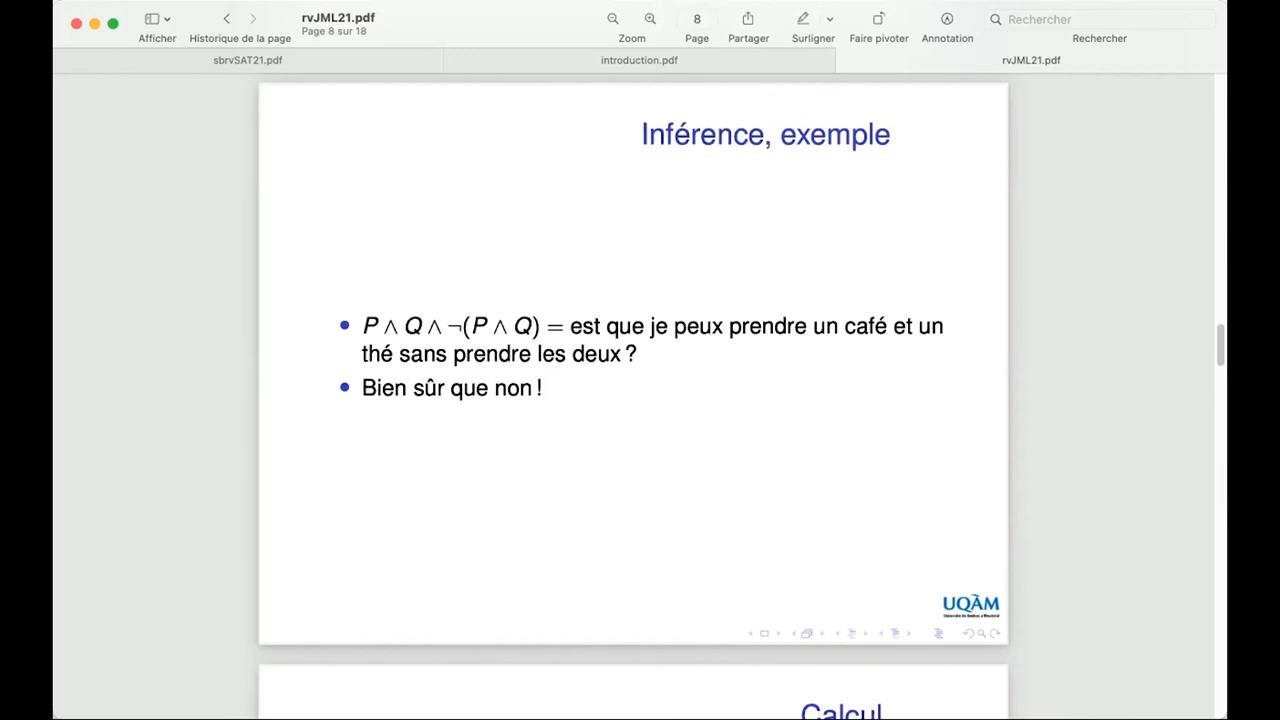 rvJML21.pdf
Page 8 sur 18
8
Rechercher
Afficher
Historique de la page
Zoom
Page
Partager
Surligner
Faire pivoter
Annotation
Rechercher
sbrvSAT21.pdf
introduction.pdf
rvJML21.pdf
Inférence, exemple
P ∧ Q ∧ ¬(P ∧ Q) = est que je peux prendre un café et un
thé sans prendre les deux ?
Bien sûr que non !
UQÀM
Calcul